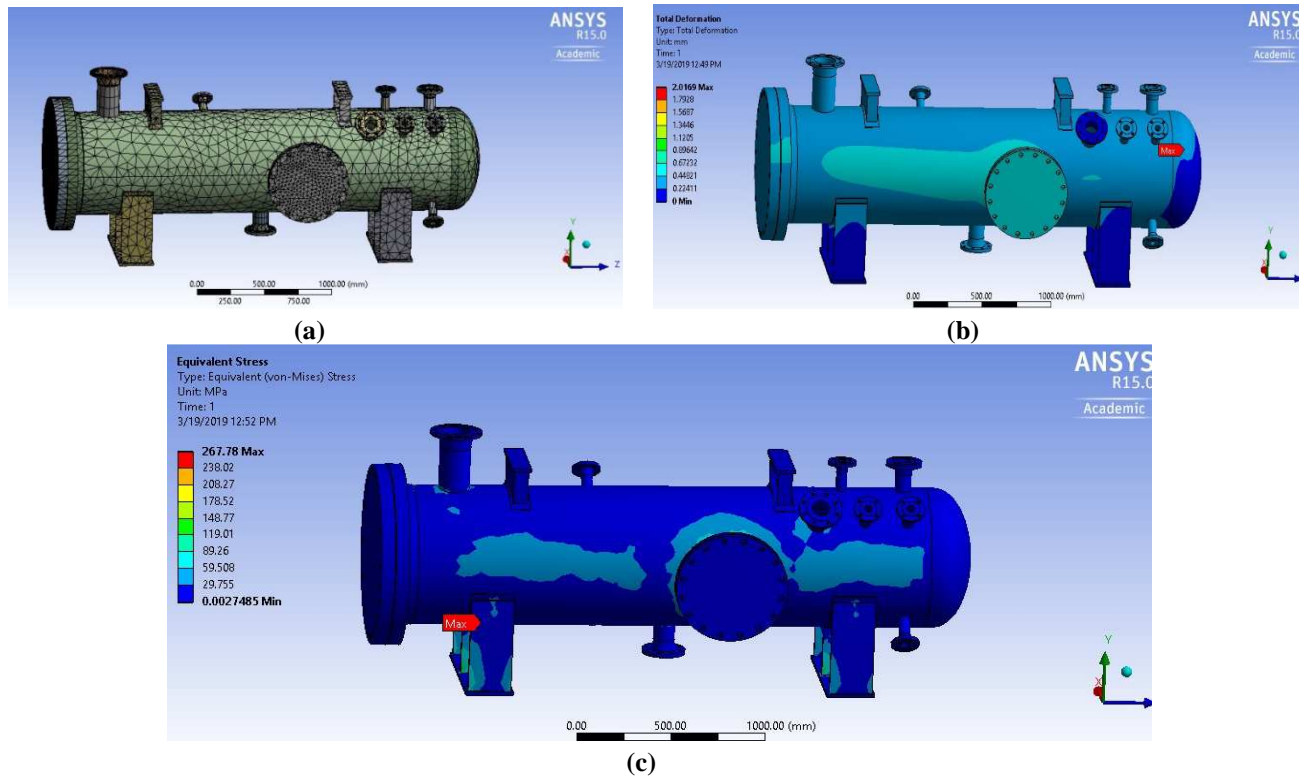 ANSYS
R15.0
Academic
Y
X
Z
0.00 500.00 1000.00 (mm)
250.00 750.00
(a)
Total Deformation
Type: Total Deformation
Unit: mm
Time: 1
3/19/2019 12:49 PM
2.0169 Max
1.7928
1.5687
1.3446
1.1205
0.89642
0.67232
0.44821
0.22411
0 Min
ANSYS
R15.0
Academic
Max
Y
X
0.00 500.00 1000.00 (mm)
(b)
Equivalent Stress
Type: Equivalent (von-Mises) Stress
Unit: MPa
Time: 1
3/19/2019 12:52 PM
267.78 Max
238.02
208.27
178.52
148.77
119.01
89.26
59.508
29.755
0.0027485 Min
ANSYS
R15.0
Academic
Max
Y
X
0.00 500.00 1000.00 (mm)
(c)